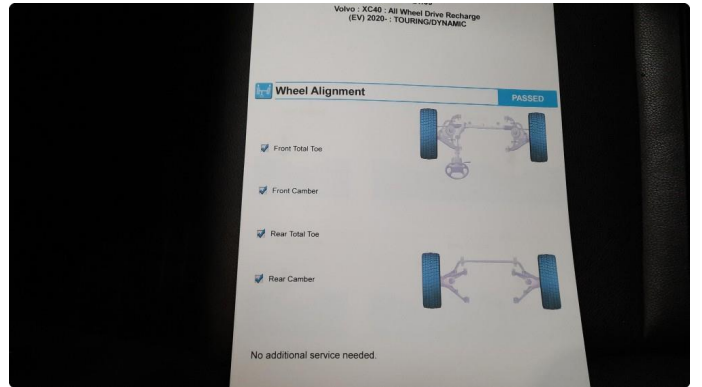 Volvo : XC40 : All Wheel Drive Recharge
(EV) 2020- : TOURING/DYNAMIC
Wheel Alignment
PASSED
Front Total Toe
Front Camber
Rear Total Toe
Rear Camber
No additional service needed.